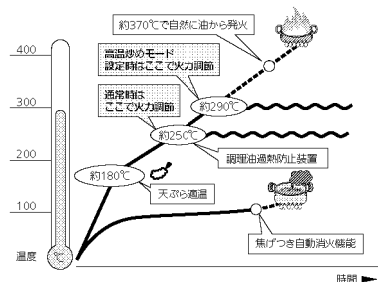 約370℃で自然に油から発火
400
高温炒めモード
設定時はここで火力調節
300
通常時は
ここで火力調節
約290℃
約250℃
200
調理油過熱防止装置
約180℃
天ぷら適温
100
焦げつき自動消火機能
温度
℃
時間